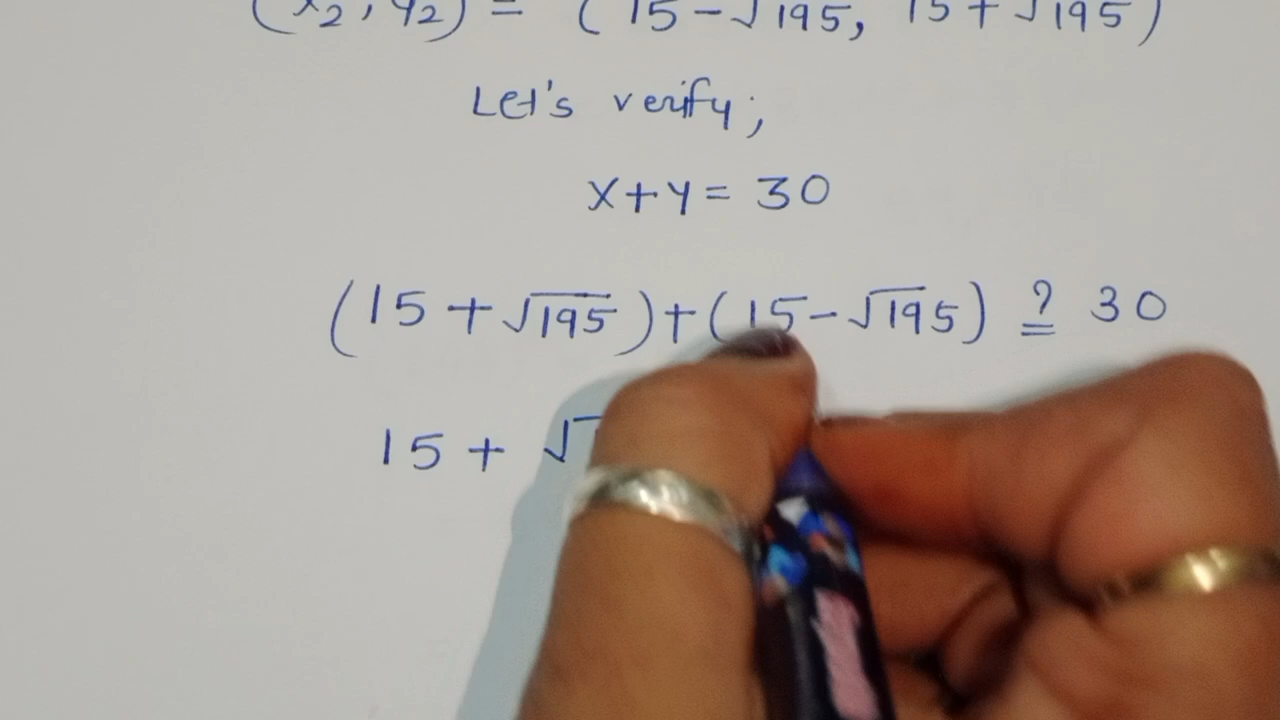 (x₂, y₂) = (15-√195, 15+√195)
Let's verify;
x+y = 30
(15+√195)+(15-√195) ≟ 30
15 + √